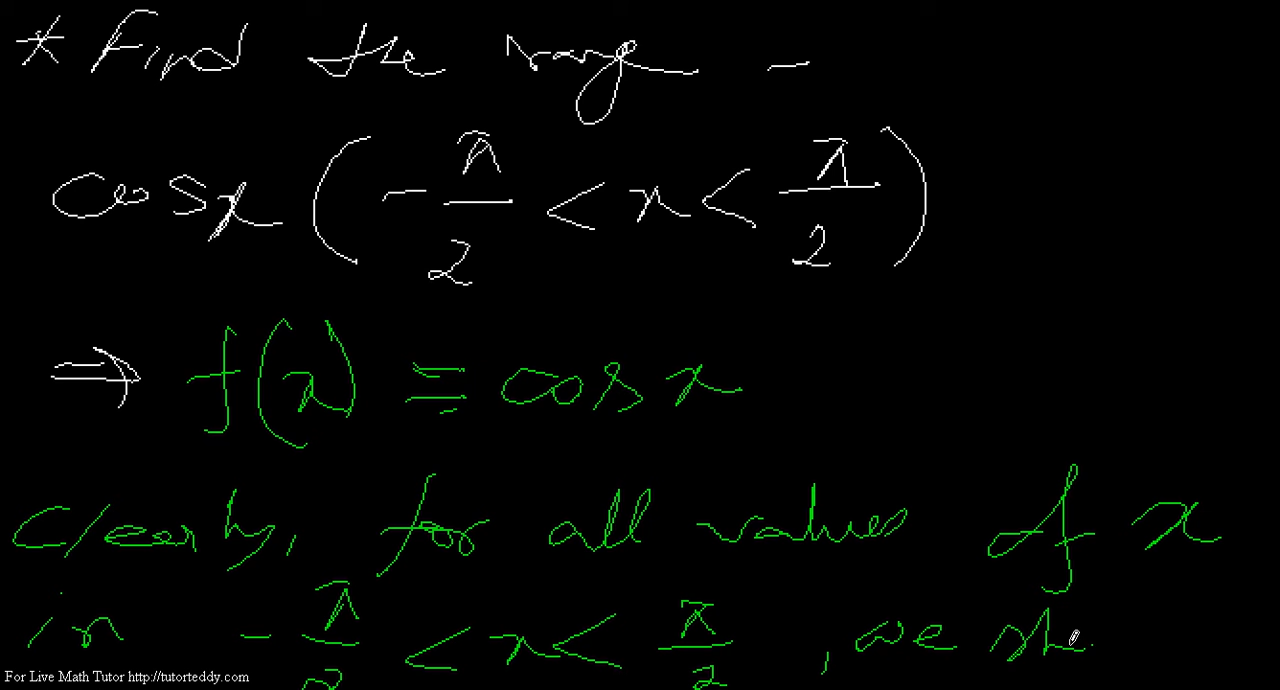 * Find the range -
cos x ( - π/2 < x < π/2 )
⇒ f(x) = cos x
Clearly, for all values of x
in - π/2 < x < π/2 , we sha
For Live Math Tutor http://tutorteddy.com